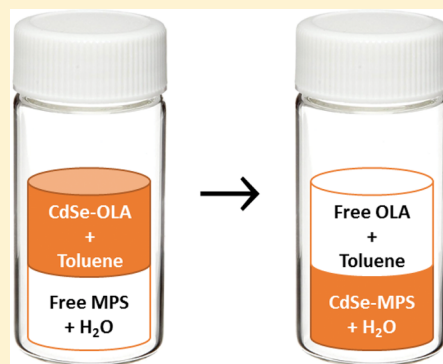 CdSe-OLA
+
Toluene
Free MPS
+ H₂O
Free OLA
+
Toluene
CdSe-MPS
+ H₂O